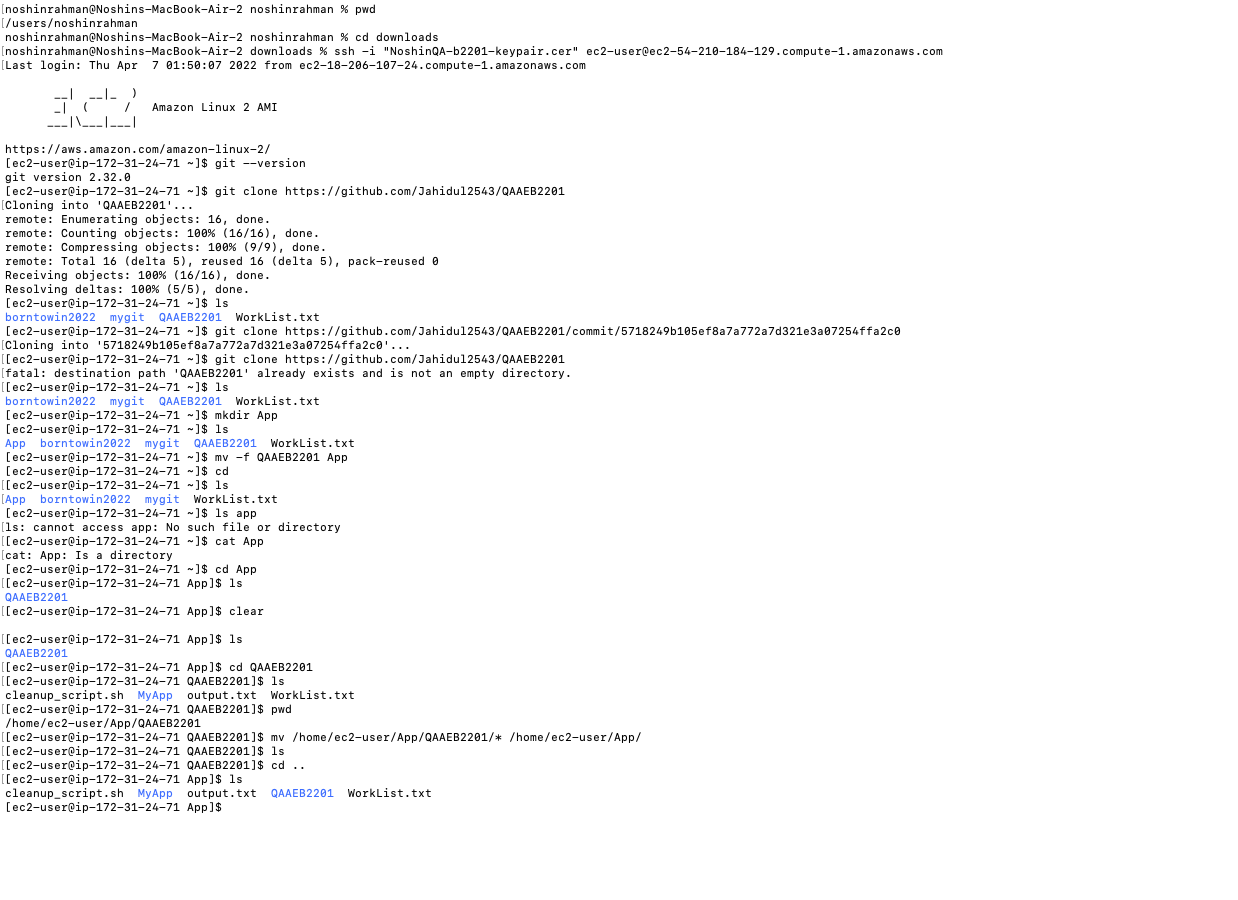 [noshinrahman@Noshins-MacBook-Air-2 noshinrahman % pwd
[/users/noshinrahman
noshinrahman@Noshins-MacBook-Air-2 noshinrahman % cd downloads
[noshinrahman@Noshins-MacBook-Air-2 downloads % ssh -i "NoshinQA-b2201-keypair.cer" ec2-user@ec2-54-210-184-129.compute-1.amazonaws.com
[Last login: Thu Apr  7 01:50:07 2022 from ec2-18-206-107-24.compute-1.amazonaws.com
       __|  __|_  )
       _|  (     /   Amazon Linux 2 AMI
      ___|\___|___|
https://aws.amazon.com/amazon-linux-2/
[ec2-user@ip-172-31-24-71 ~]$ git --version
git version 2.32.0
[ec2-user@ip-172-31-24-71 ~]$ git clone https://github.com/Jahidul2543/QAAEB2201
[Cloning into 'QAAEB2201'...
remote: Enumerating objects: 16, done.
remote: Counting objects: 100% (16/16), done.
remote: Compressing objects: 100% (9/9), done.
remote: Total 16 (delta 5), reused 16 (delta 5), pack-reused 0
Receiving objects: 100% (16/16), done.
Resolving deltas: 100% (5/5), done.
[ec2-user@ip-172-31-24-71 ~]$ ls
borntowin2022  mygit  QAAEB2201  WorkList.txt
[[ec2-user@ip-172-31-24-71 ~]$ git clone https://github.com/Jahidul2543/QAAEB2201/commit/5718249b105ef8a7a772a7d321e3a07254ffa2c0
[Cloning into '5718249b105ef8a7a772a7d321e3a07254ffa2c0'...
[[ec2-user@ip-172-31-24-71 ~]$ git clone https://github.com/Jahidul2543/QAAEB2201
[fatal: destination path 'QAAEB2201' already exists and is not an empty directory.
[[ec2-user@ip-172-31-24-71 ~]$ ls
borntowin2022  mygit  QAAEB2201  WorkList.txt
[ec2-user@ip-172-31-24-71 ~]$ mkdir App
[ec2-user@ip-172-31-24-71 ~]$ ls
App  borntowin2022  mygit  QAAEB2201  WorkList.txt
[ec2-user@ip-172-31-24-71 ~]$ mv -f QAAEB2201 App
[ec2-user@ip-172-31-24-71 ~]$ cd
[ec2-user@ip-172-31-24-71 ~]$ ls
[App  borntowin2022  mygit  WorkList.txt
[ec2-user@ip-172-31-24-71 ~]$ ls app
[ls: cannot access app: No such file or directory
[[ec2-user@ip-172-31-24-71 ~]$ cat App
[cat: App: Is a directory
[ec2-user@ip-172-31-24-71 ~]$ cd App
[[ec2-user@ip-172-31-24-71 App]$ ls
QAAEB2201
[[ec2-user@ip-172-31-24-71 App]$ clear
[[ec2-user@ip-172-31-24-71 App]$ ls
QAAEB2201
[[ec2-user@ip-172-31-24-71 App]$ cd QAAEB2201
[[ec2-user@ip-172-31-24-71 QAAEB2201]$ ls
cleanup_script.sh  MyApp  output.txt  WorkList.txt
[[ec2-user@ip-172-31-24-71 QAAEB2201]$ pwd
/home/ec2-user/App/QAAEB2201
[[ec2-user@ip-172-31-24-71 QAAEB2201]$ mv /home/ec2-user/App/QAAEB2201/* /home/ec2-user/App/
[[ec2-user@ip-172-31-24-71 QAAEB2201]$ ls
[[ec2-user@ip-172-31-24-71 QAAEB2201]$ cd ..
[[ec2-user@ip-172-31-24-71 App]$ ls
cleanup_script.sh  MyApp  output.txt  QAAEB2201  WorkList.txt
[ec2-user@ip-172-31-24-71 App]$